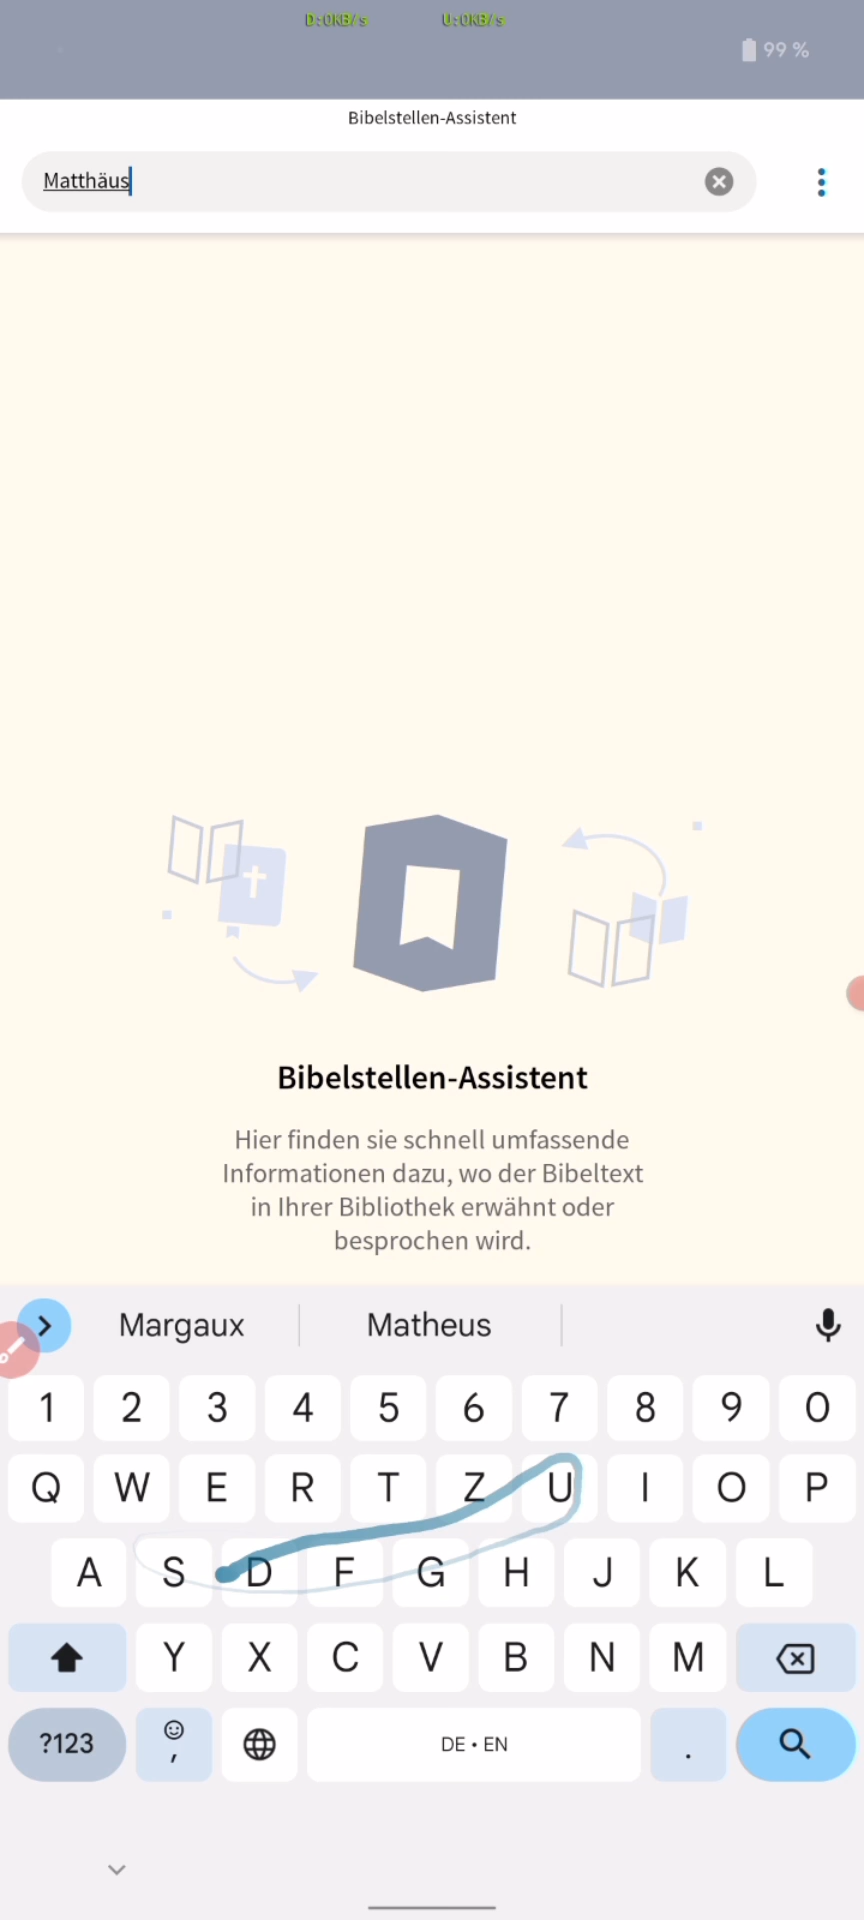 D:0KB/s U:0KB/s
99 %
Bibelstellen-Assistent
Matthäus
Bibelstellen-Assistent
Hier finden sie schnell umfassende
Informationen dazu, wo der Bibeltext
in Ihrer Bibliothek erwähnt oder
besprochen wird.
Margaux Matheus
1 2 3 4 5 6 7 8 9 0
Q W E R T Z U I O P
A S D F G H J K L
Y X C V B N M
?123 , DE • EN .